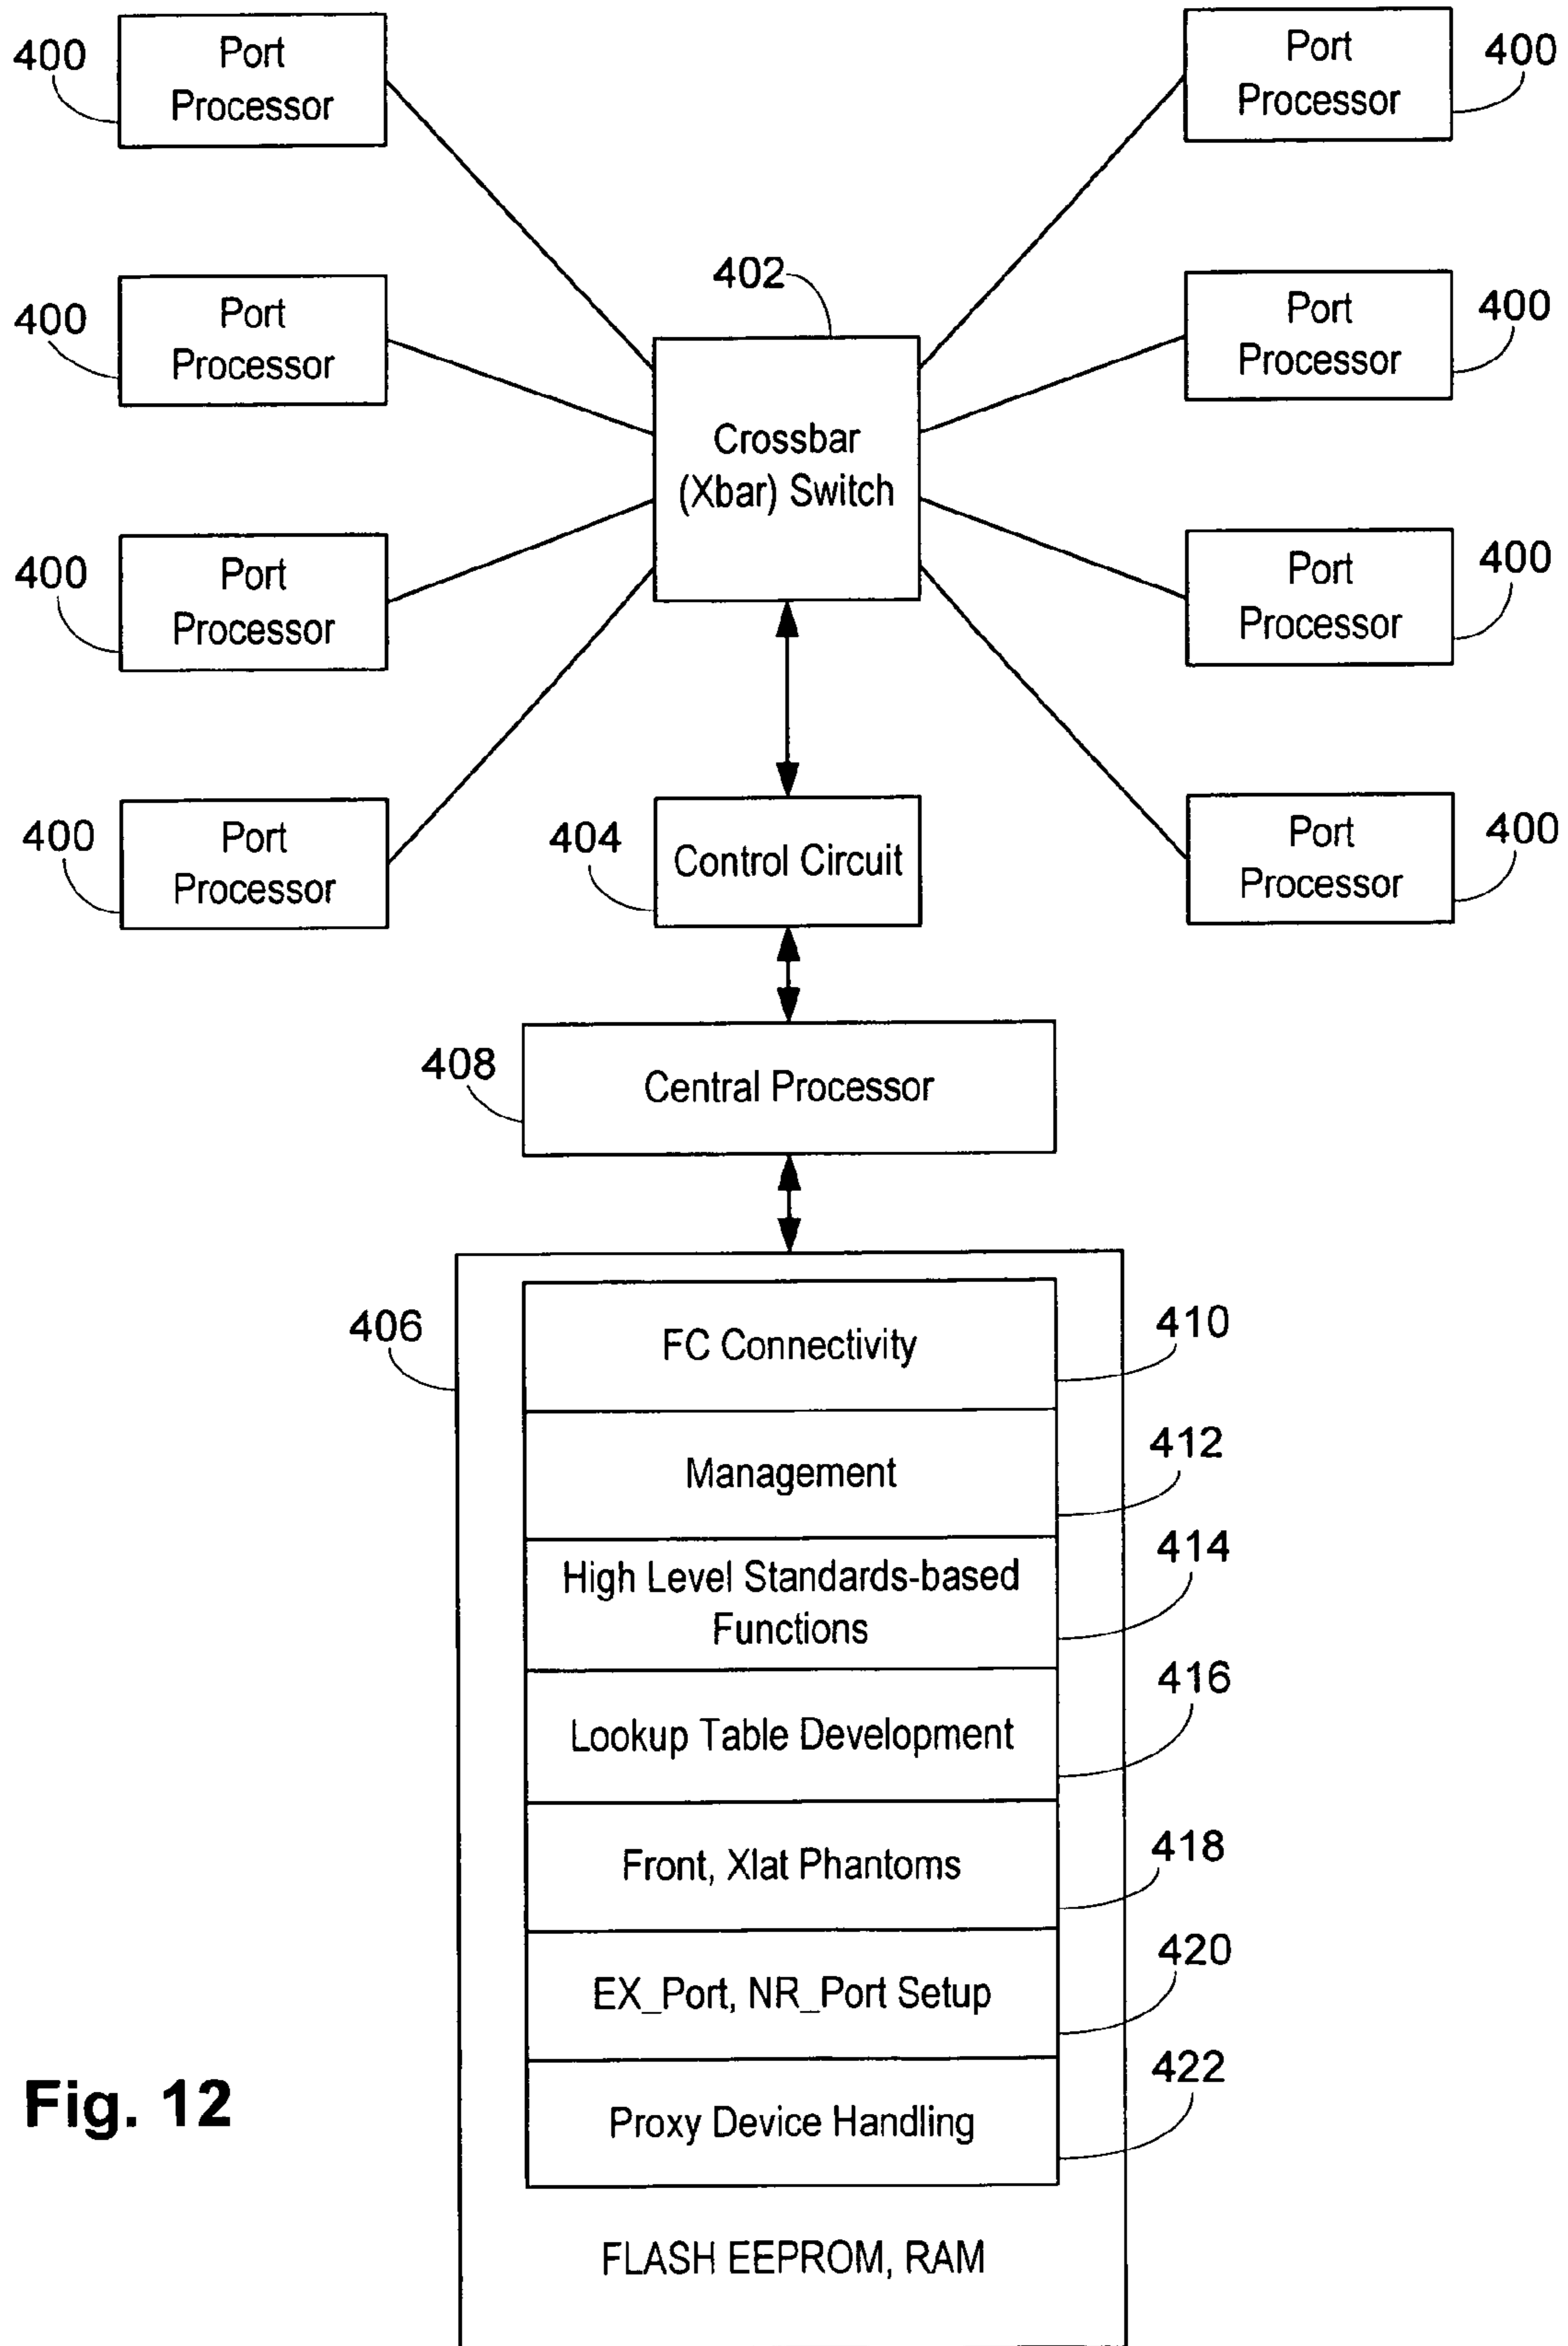 400
Port
Processor
Port
Processor
400
400
Port
Processor
402
Port
Processor
400
Crossbar
(Xbar) Switch
400
Port
Processor
Port
Processor
400
400
Port
Processor
404
Control Circuit
Port
Processor
400
408
Central Processor
406
FC Connectivity
410
Management
412
High Level Standards-based
Functions
414
Lookup Table Development
416
Front, Xlat Phantoms
418
EX_Port, NR_Port Setup
420
Proxy Device Handling
422
Fig. 12
FLASH EEPROM, RAM